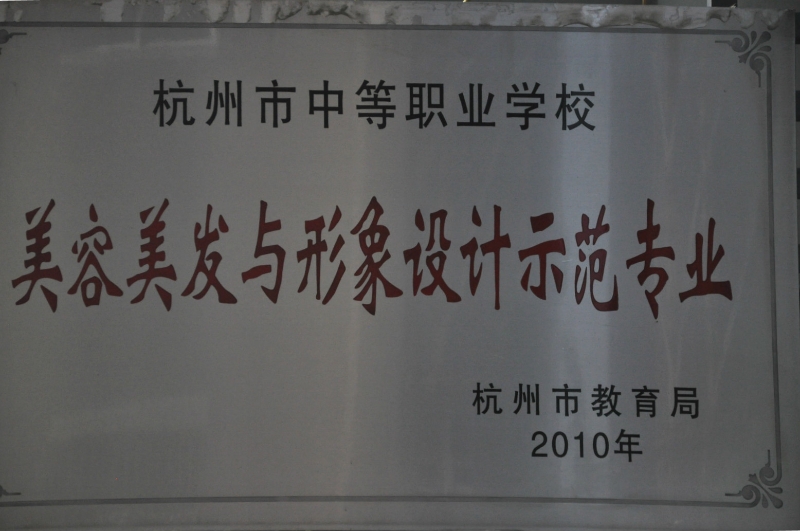 杭州市中等职业学校
美容美发与形象设计示范专业
杭州市教育局
2010年